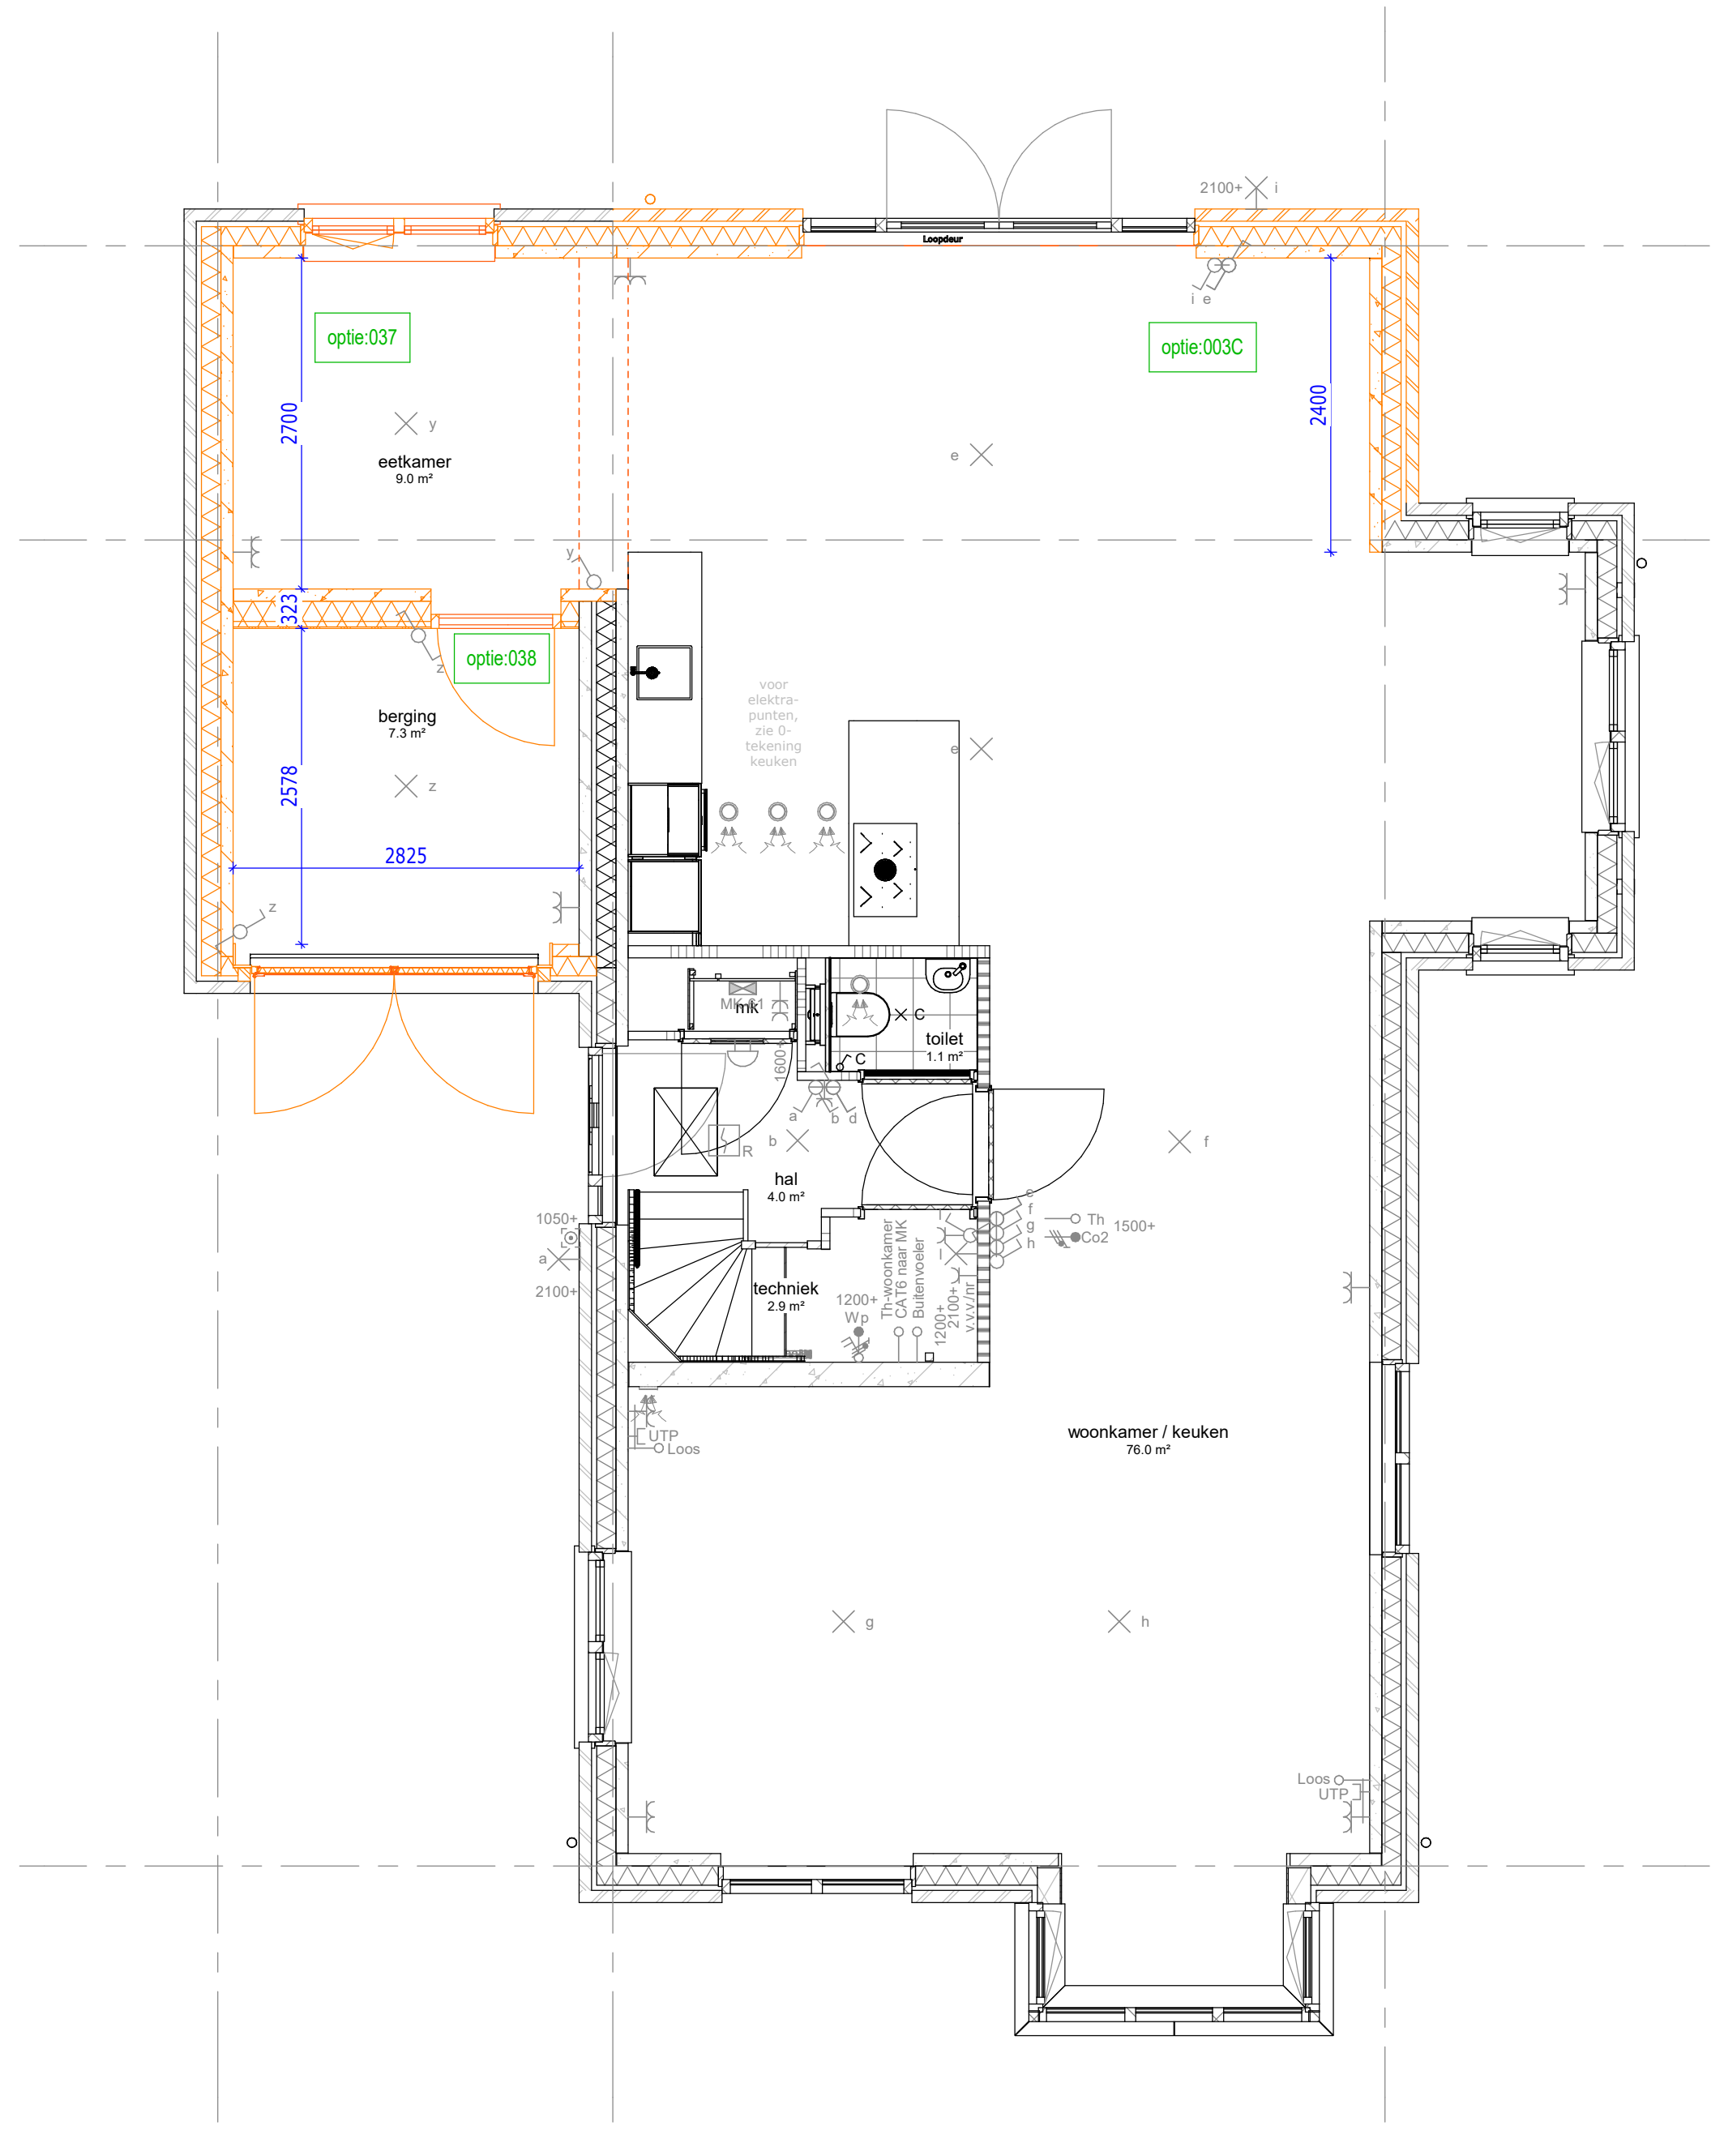 2100+ i
Loopdeur
i e
optie:037
optie:003C
2700
2400
y
eetkamer
9.0 m²
e
y
323
z
optie:038
voor
elektra-
punten,
zie 0-
tekening
keuken
berging
7.3 m²
e
z
2578
2825
z
MK 61
mk
C
toilet
1.1 m²
C
1600+
a b d
b
R
f
hal
4.0 m²
e
f
g
h
l
l
Th
1500+
Co2
1050+
a
2100+
techniek
2.9 m²
1200+
Wp
Th-woonkamer
CAT6 naar MK
Buitenvoeler
1200+
2100+
v.v./nr
UTP
Loos
woonkamer / keuken
76.0 m²
g
h
Loos
UTP